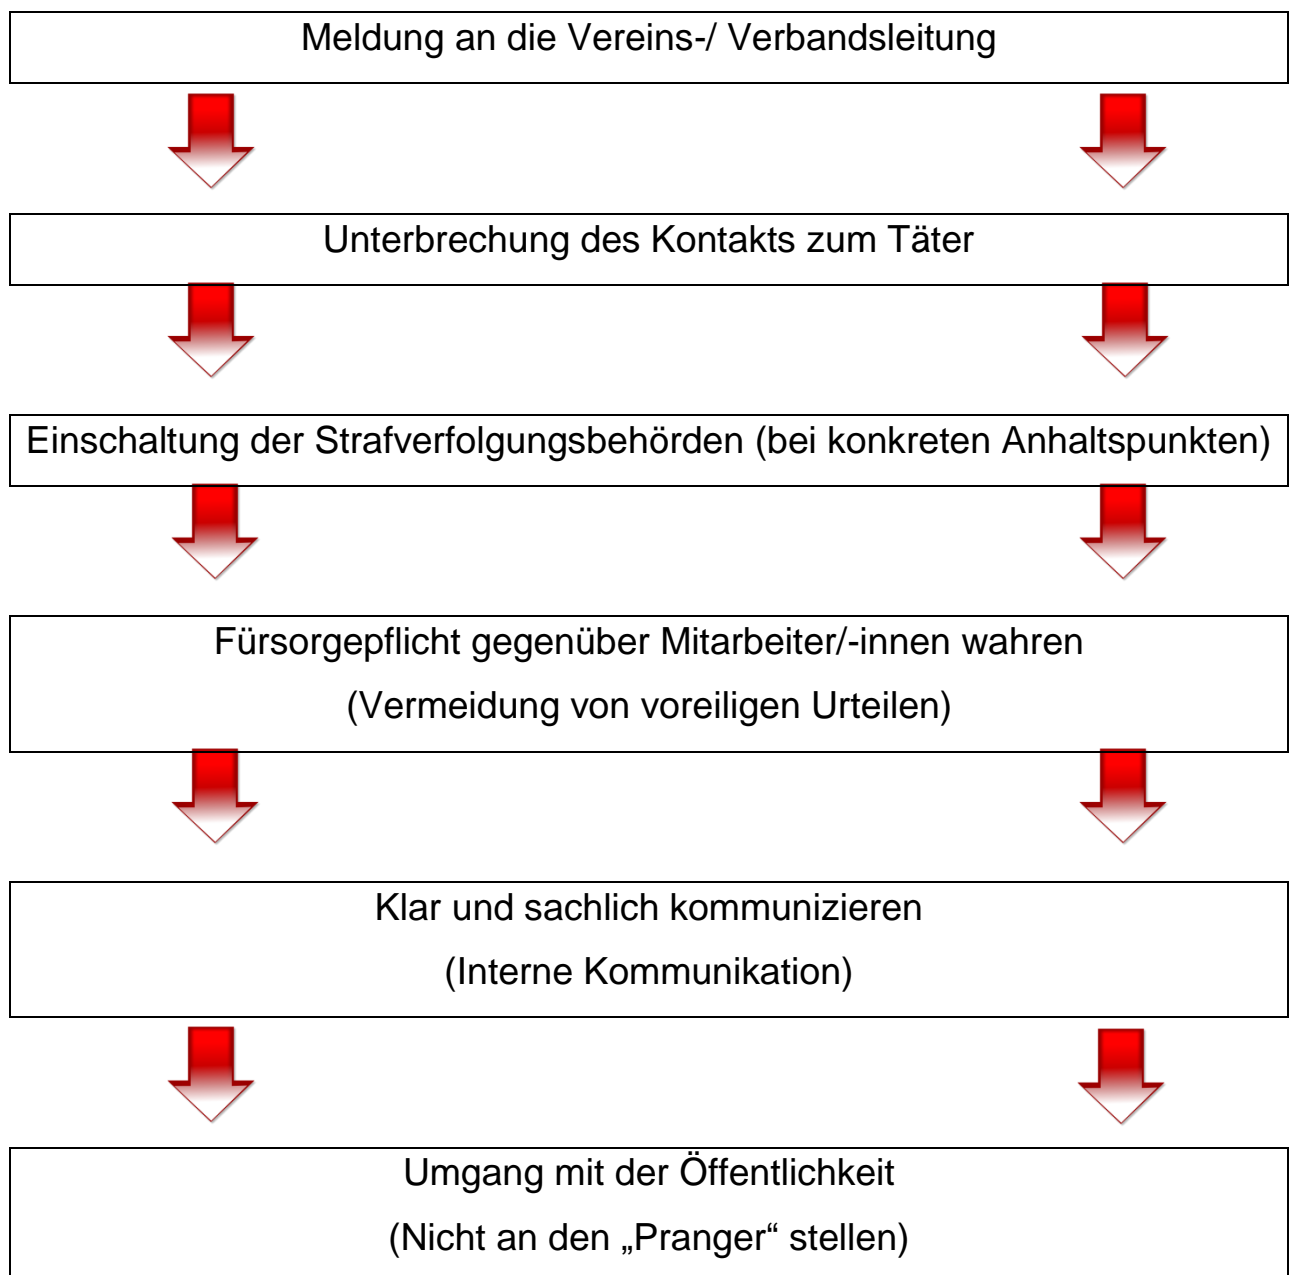 Meldung an die Vereins-/ Verbandsleitung
Unterbrechung des Kontakts zum Täter
Einschaltung der Strafverfolgungsbehörden (bei konkreten Anhaltspunkten)
Fürsorgepflicht gegenüber Mitarbeiter/-innen wahren
(Vermeidung von voreiligen Urteilen)
Klar und sachlich kommunizieren
(Interne Kommunikation)
Umgang mit der Öffentlichkeit
(Nicht an den „Pranger“ stellen)